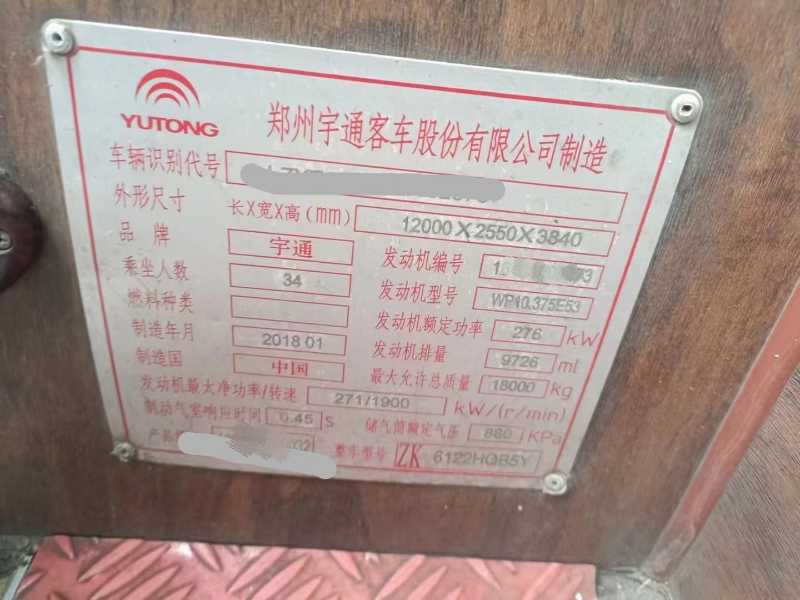 YUTONG
郑州宇通客车股份有限公司制造
车辆识别代号
外形尺寸 长X宽X高(mm) 12000X2550X3840
品牌 宇通 发动机编号
乘坐人数 34 发动机型号 WP10.375E53
燃料种类 发动机额定功率 276 kW
制造年月 2018 01 发动机排量 9726 ml
制造国 中国 最大允许总质量 18000 kg
发动机最大净功率/转速 271/1900 kW/(r/min)
制动气室响应时间 0.45 S 储气筒额定气压 880 KPa
产品 02 整车型号 ZK 6122HQB5Y